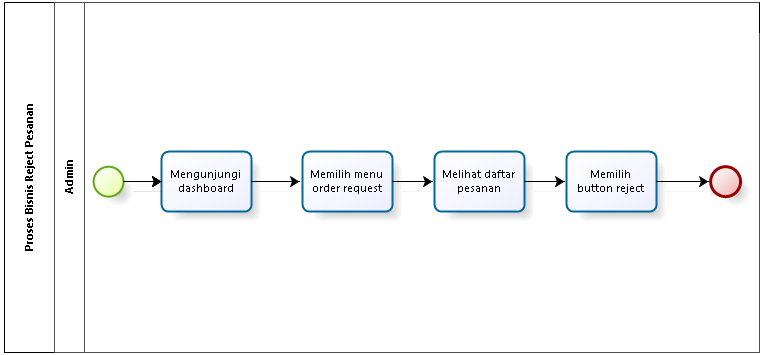 Proses Bisnis Reject Pesanan
Admin
Mengunjungi
dashboard
Memilih menu
order request
Melihat daftar
pesanan
Memilih
button reject